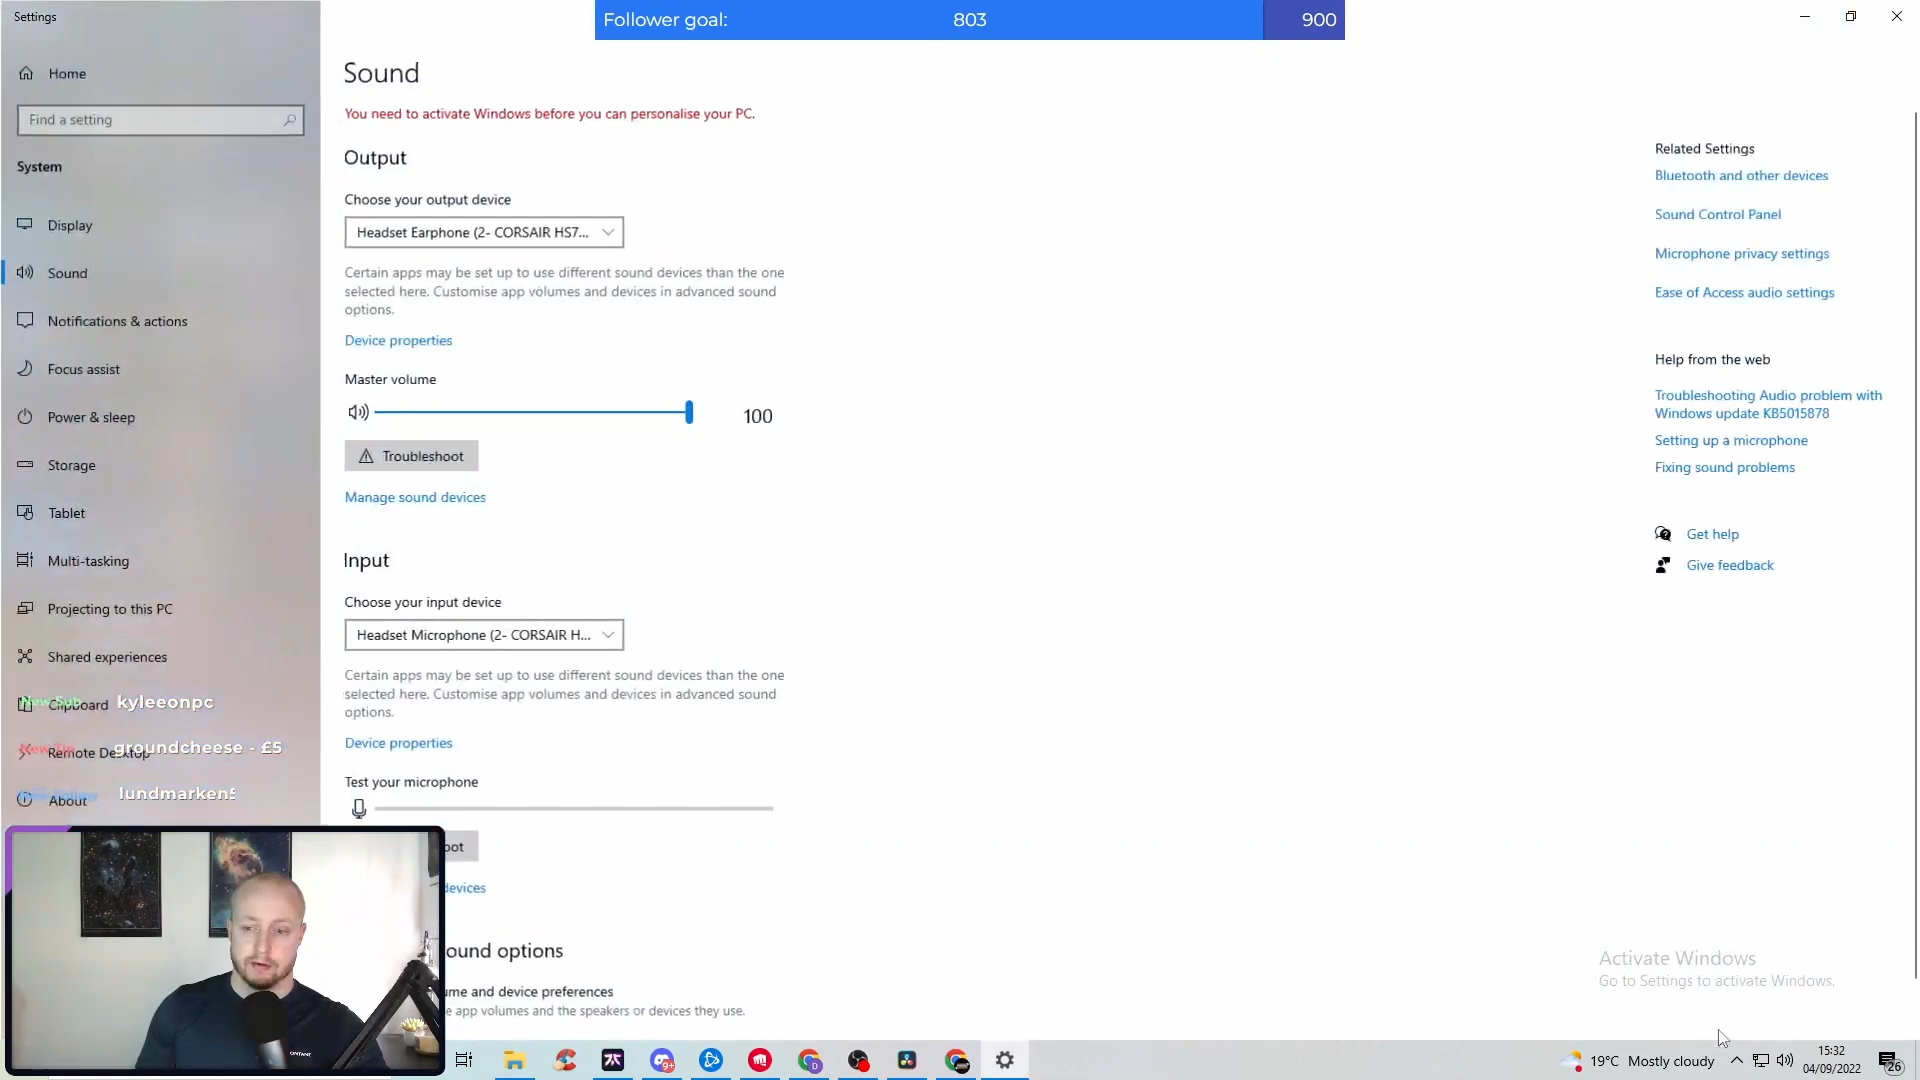 Settings
Follower goal: 803 900
Home
Find a setting
System
Display
Sound
Notifications & actions
Focus assist
Power & sleep
Storage
Tablet
Multi-tasking
Projecting to this PC
Shared experiences
Clipboard
New Sub kyleeonpc
Remote Desktop
New Tip groundcheese - £5
About
Sound
You need to activate Windows before you can personalise your PC.
Output
Choose your output device
Headset Earphone (2- CORSAIR HS7...
Certain apps may be set up to use different sound devices than the one
selected here. Customise app volumes and devices in advanced sound
options.
Device properties
Master volume
100
Troubleshoot
Manage sound devices
Input
Choose your input device
Headset Microphone (2- CORSAIR H...
Certain apps may be set up to use different sound devices than the one
selected here. Customise app volumes and devices in advanced sound
options.
Device properties
Test your microphone
oot
devices
ound options
ume and device preferences
e app volumes and the speakers or devices they use.
Related Settings
Bluetooth and other devices
Sound Control Panel
Microphone privacy settings
Ease of Access audio settings
Help from the web
Troubleshooting Audio problem with
Windows update KB5015878
Setting up a microphone
Fixing sound problems
Get help
Give feedback
Activate Windows
Go to Settings to activate Windows.
9+
D
19°C Mostly cloudy
15:32
04/09/2022
26